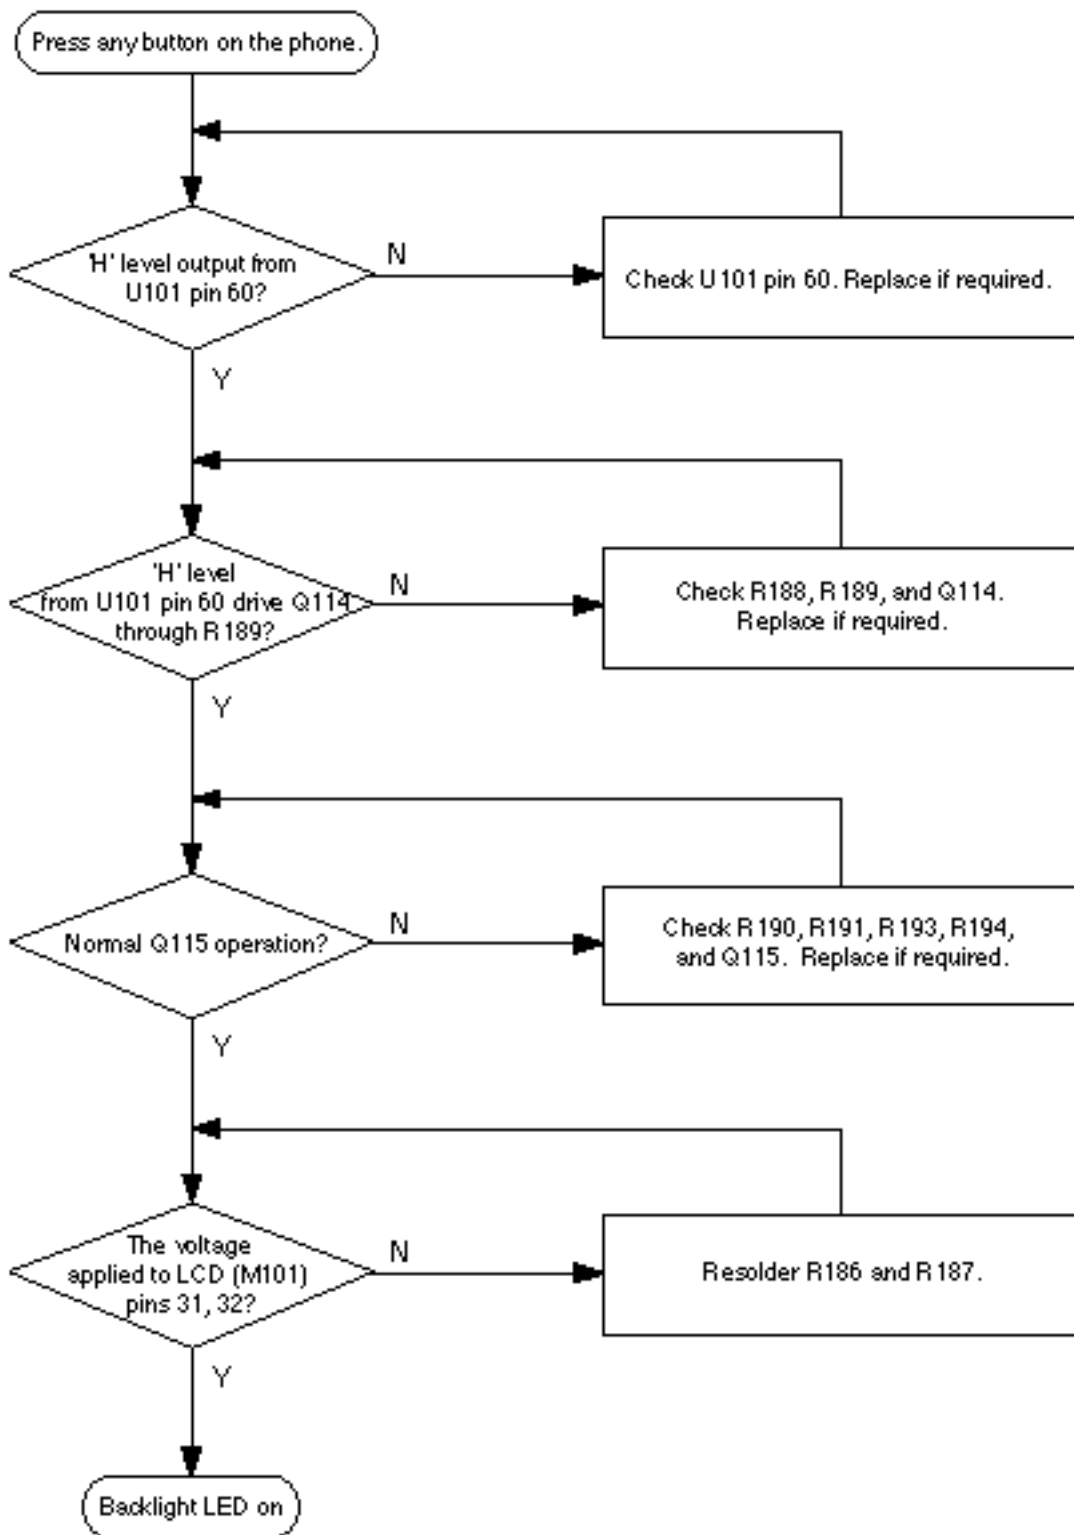 Press any button on the phone.
'H' level output from
U101 pin 60?
N
Check U101 pin 60. Replace if required.
Y
'H' level
from U101 pin 60 drive Q114
through R189?
N
Check R188, R189, and Q114.
Replace if required.
Y
Normal Q115 operation?
N
Check R190, R191, R193, R194,
and Q115. Replace if required.
Y
The voltage
applied to LCD (M101)
pins 31, 32?
N
Resolder R186 and R187.
Y
Backlight LED on